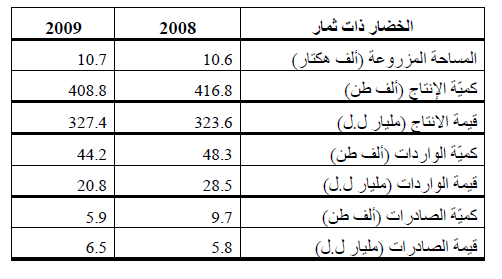 الخضار ذات ثمار 2008 2009
المساحة المزروعة (ألف هكتار) 10.6 10.7
كميّة الإنتاج (ألف طن) 416.8 408.8
قيمة الانتاج (مليار ل.ل) 323.6 327.4
كميّة الواردات (ألف طن) 48.3 44.2
قيمة الواردات (مليار ل.ل) 28.5 20.8
كميّة الصادرات (ألف طن) 9.7 5.9
قيمة الصادرات (مليار ل.ل) 5.8 6.5